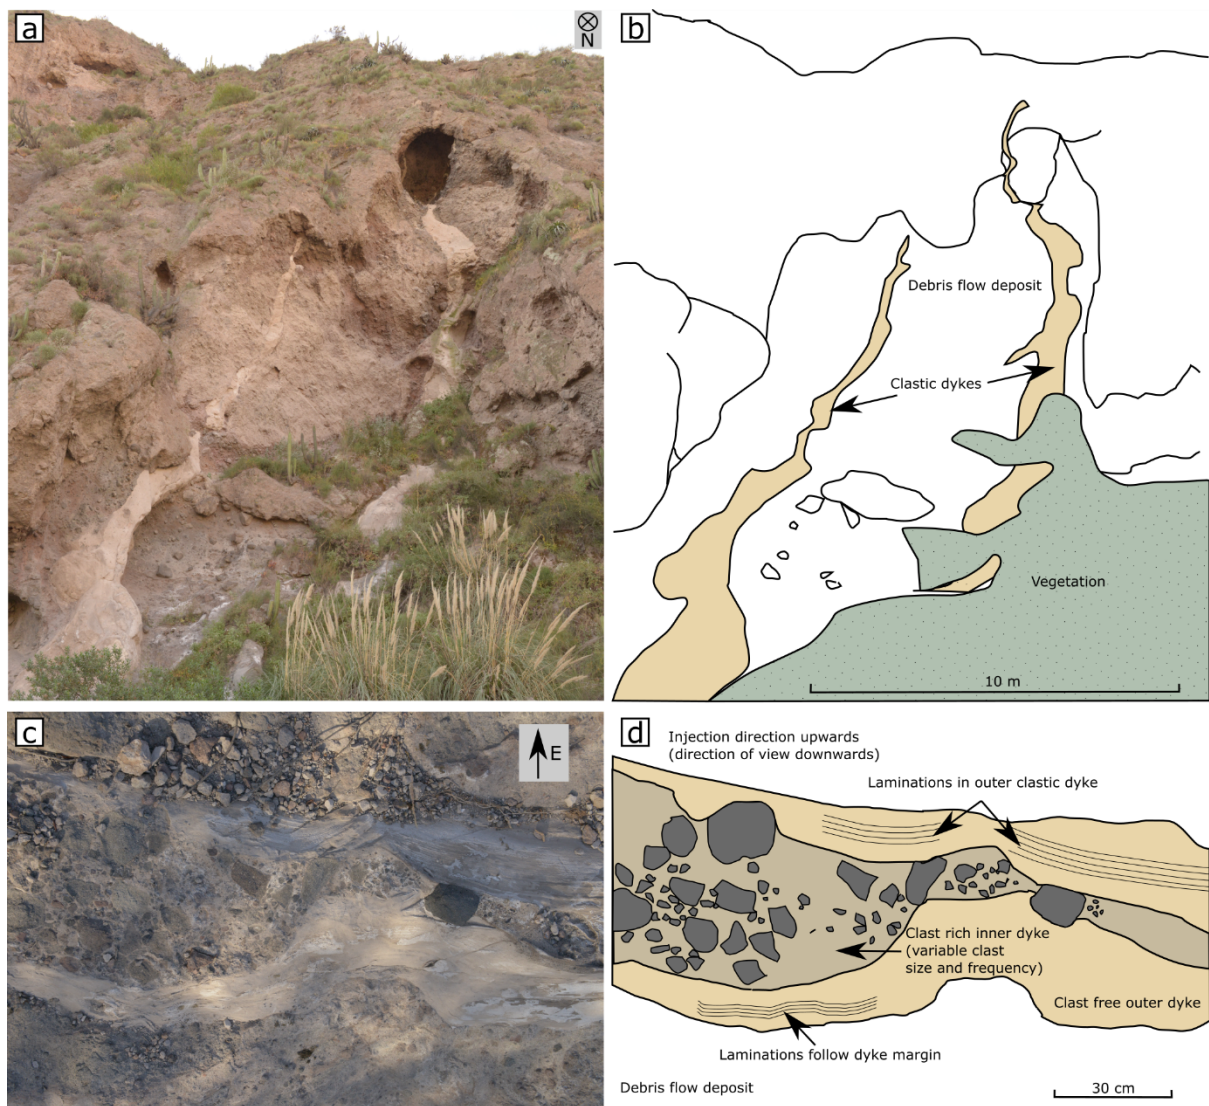 a
N
b
Debris flow deposit
Clastic dykes
Vegetation
10 m
c
E
d
Injection direction upwards
(direction of view downwards)
Laminations in outer clastic dyke
Clast rich inner dyke
(variable clast
size and frequency)
Clast free outer dyke
Laminations follow dyke margin
Debris flow deposit
30 cm